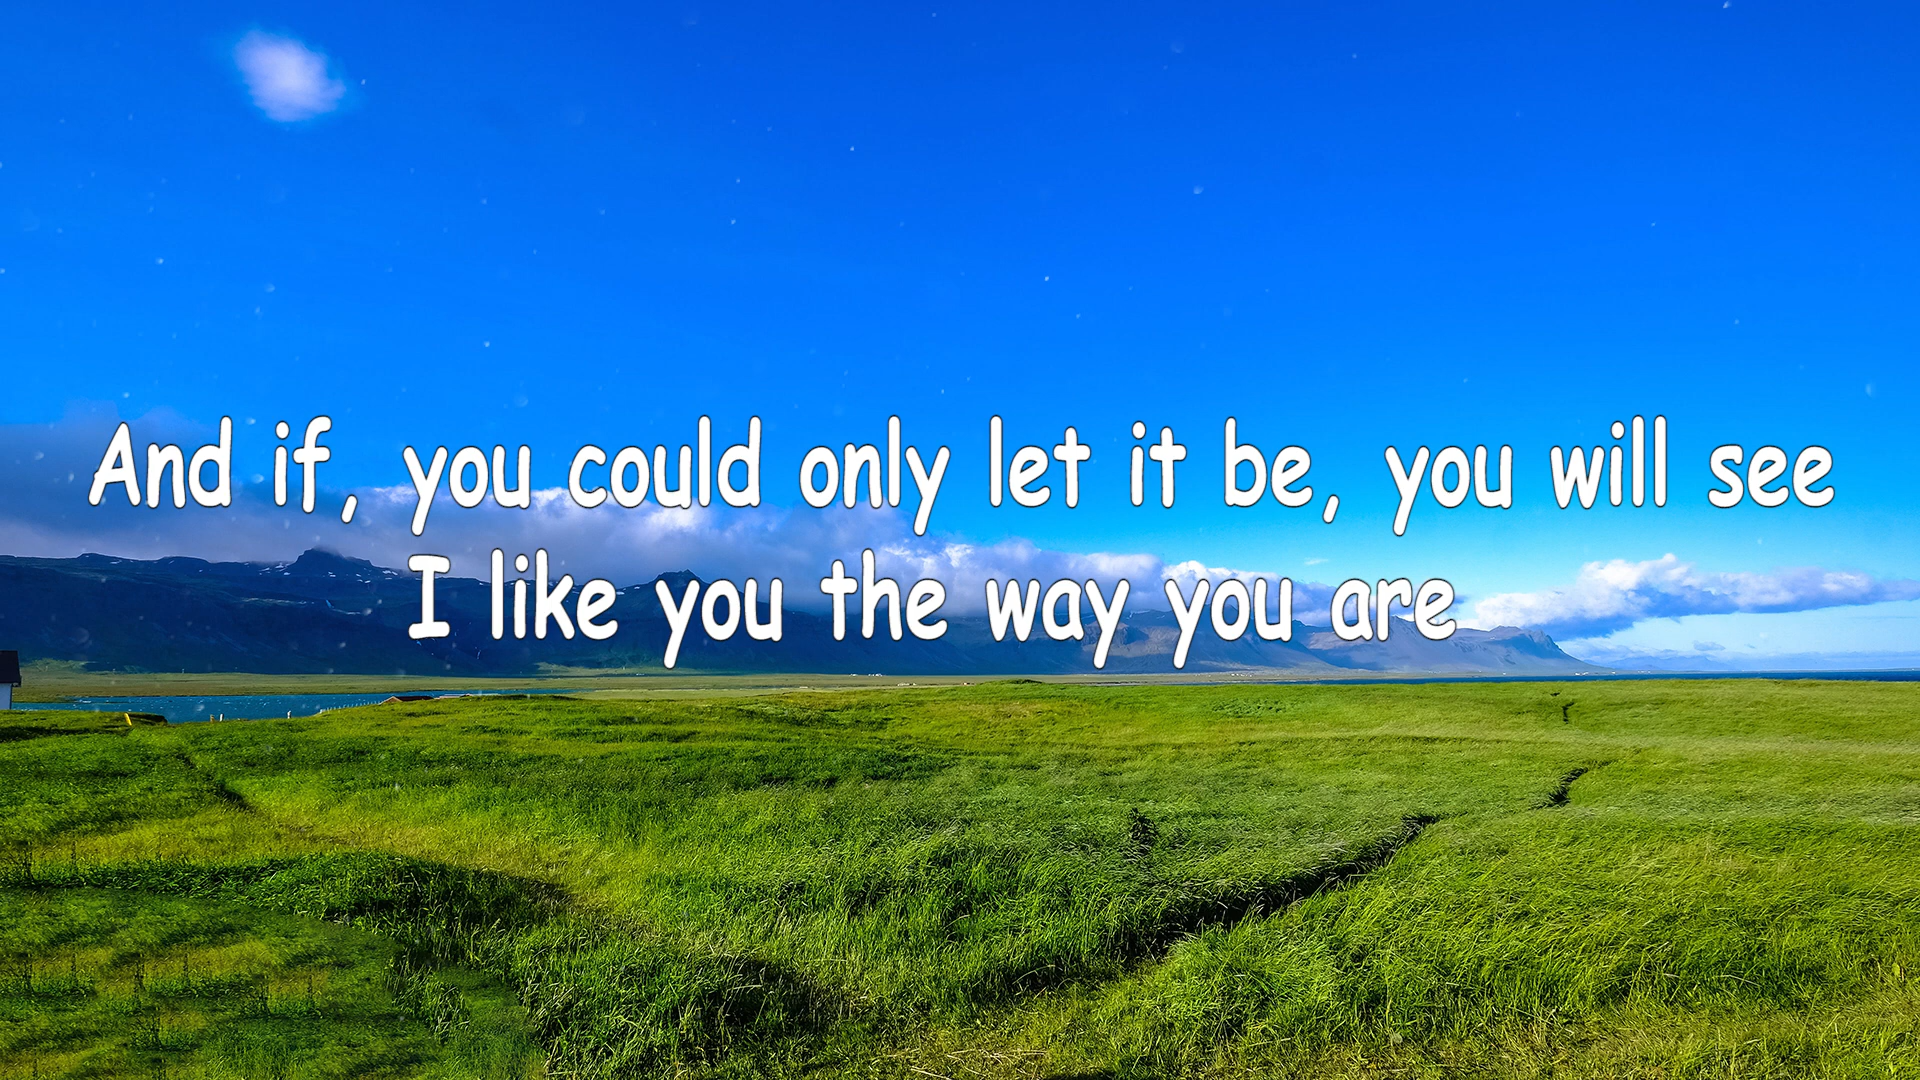 And if, you could only let it be, you will see
I like you the way you are